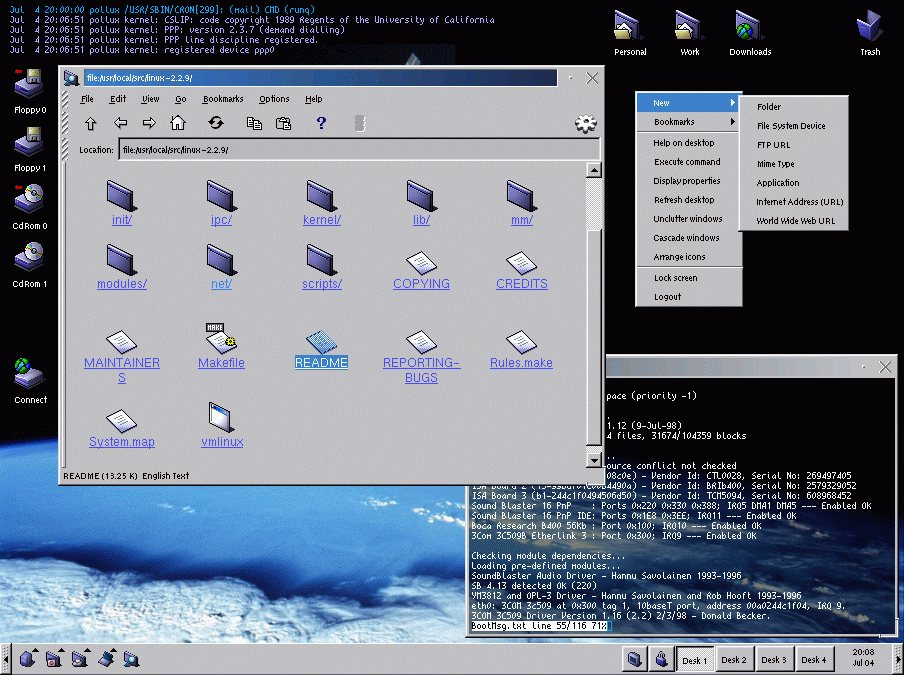 Jul  4 20:00:00 pollux /USR/SBIN/CRON[299]: (mail) CMD (rung)
Jul  4 20:06:51 pollux kernel: CSLIP: code copyright 1989 Regents of the University of California
Jul  4 20:06:51 pollux kernel: PPP: version 2.3.7 (demand dialling)
Jul  4 20:06:51 pollux kernel: PPP line discipline registered.
Jul  4 20:06:51 pollux kernel: registered device ppp0
Personal
Work
Downloads
Trash
Floppy 0
Floppy 1
CdRom 0
CdRom 1
Connect
file:/usr/local/src/linux-2.2.9/
File Edit View Go Bookmarks Options Help
Location: file:/usr/local/src/linux-2.2.9/
init/ ipc/ kernel/ lib/ mm/
modules/ net/ scripts/ COPYING CREDITS
MAKE
MAINTAINER
S
Makefile
README
REPORTING-
BUGS
Rules.make
System.map vmlinux
README (13.25 K) English Text
New
Bookmarks
Help on desktop
Execute command
Display properties
Refresh desktop
Unclutter windows
Cascade windows
Arrange icons
Lock screen
Logout
Folder
File System Device
FTP URL
Mime Type
Application
Internet Address (URL)
World Wide Web URL
pace (priority -1)
1.12 (9-Jul-98)
4 files, 31674/104359 blocks
ource conflict not checked
08c0e) - Vendor Id: CTL0028, Serial No: 269497405
- Vendor Id: BRIb400, Serial No: 2579329052
ISA Board 3 (b1-244c1f0494506d50) - Vendor Id: TCM5094, Serial No: 608968452
Sound Blaster 16 PnP    : Ports 0x220 0x330 0x388; IRQ5 DMA1 DMA5 --- Enabled OK
Sound Blaster 16 PnP IDE: Ports 0x1E8 0x3EE; IRQ11 --- Enabled OK
Boca Research B400 56Kb : Port 0x100; IRQ10 --- Enabled OK
3Com 3C509B Etherlink 3 : Port 0x300; IRQ9 --- Enabled OK
Checking module dependencies...
Loading pre-defined modules...
SoundBlaster Audio Driver - Hannu Savolainen 1993-1996
SB 4.13 detected OK (220)
YM3812 and OPL-3 Driver - Hannu Savolainen and Rob Hooft 1993-1996
eth0: 3COM 3c509 at 0x300 tag 1, 10baseT port, address 00a0244c1f04, IRQ 9.
3COM 3C509 Driver Version 1.16 (2.2) 2/3/98 - Donald Becker.
BootMsg.txt line 55/116 71%
Desk 1 Desk 2 Desk 3 Desk 4
20:08
Jul 04